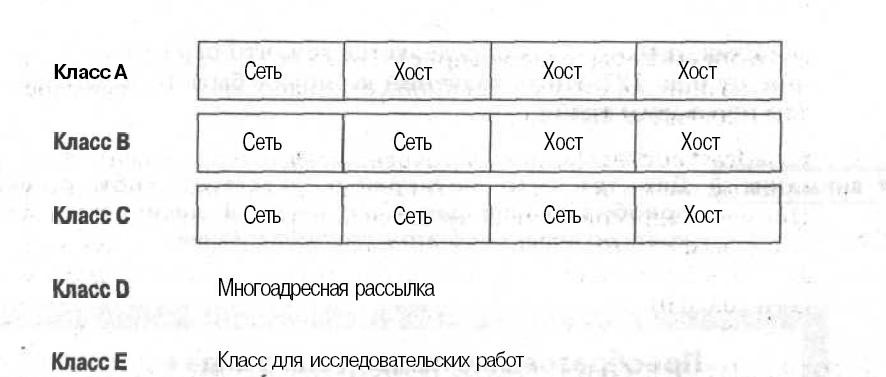 Класс A Сеть Хост Хост Хост
Класс B Сеть Сеть Хост Хост
Класс C Сеть Сеть Сеть Хост
Класс D Многоадресная рассылка
Класс E Класс для исследовательских работ